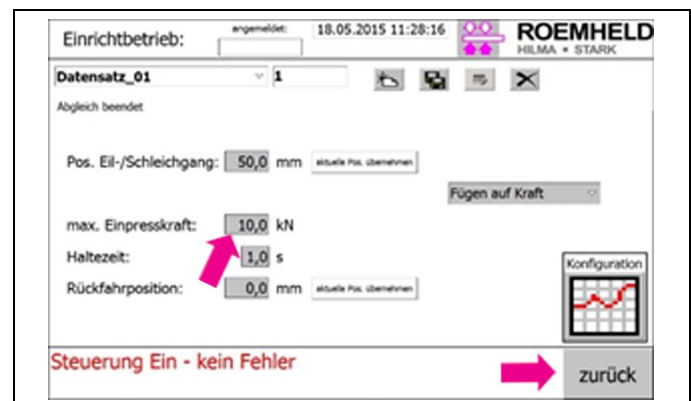 Einrichtbetrieb:
angemeldet:
18.05.2015 11:28:16
ROEMHELD
HILMA • STARK
Datensatz_01
1
Abgleich beendet
Pos. Eil-/Schleichgang: 50,0 mm aktuelle Pos. übernehmen
Fügen auf Kraft
max. Einpresskraft: 10,0 kN
Haltezeit: 1,0 s
Rückfahrposition: 0,0 mm aktuelle Pos. übernehmen
Konfiguration
Steuerung Ein - kein Fehler
zurück